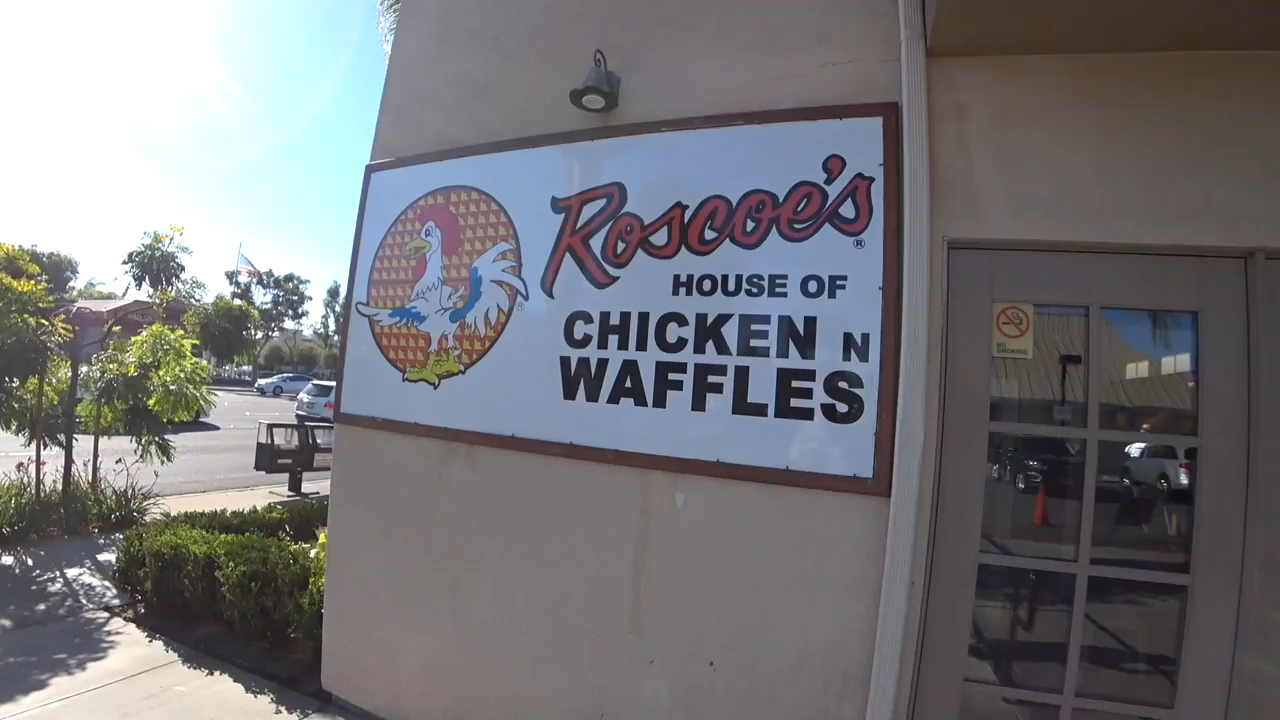 Roscoe's®
HOUSE OF
CHICKEN N
WAFFLES
®
NO
SMOKING